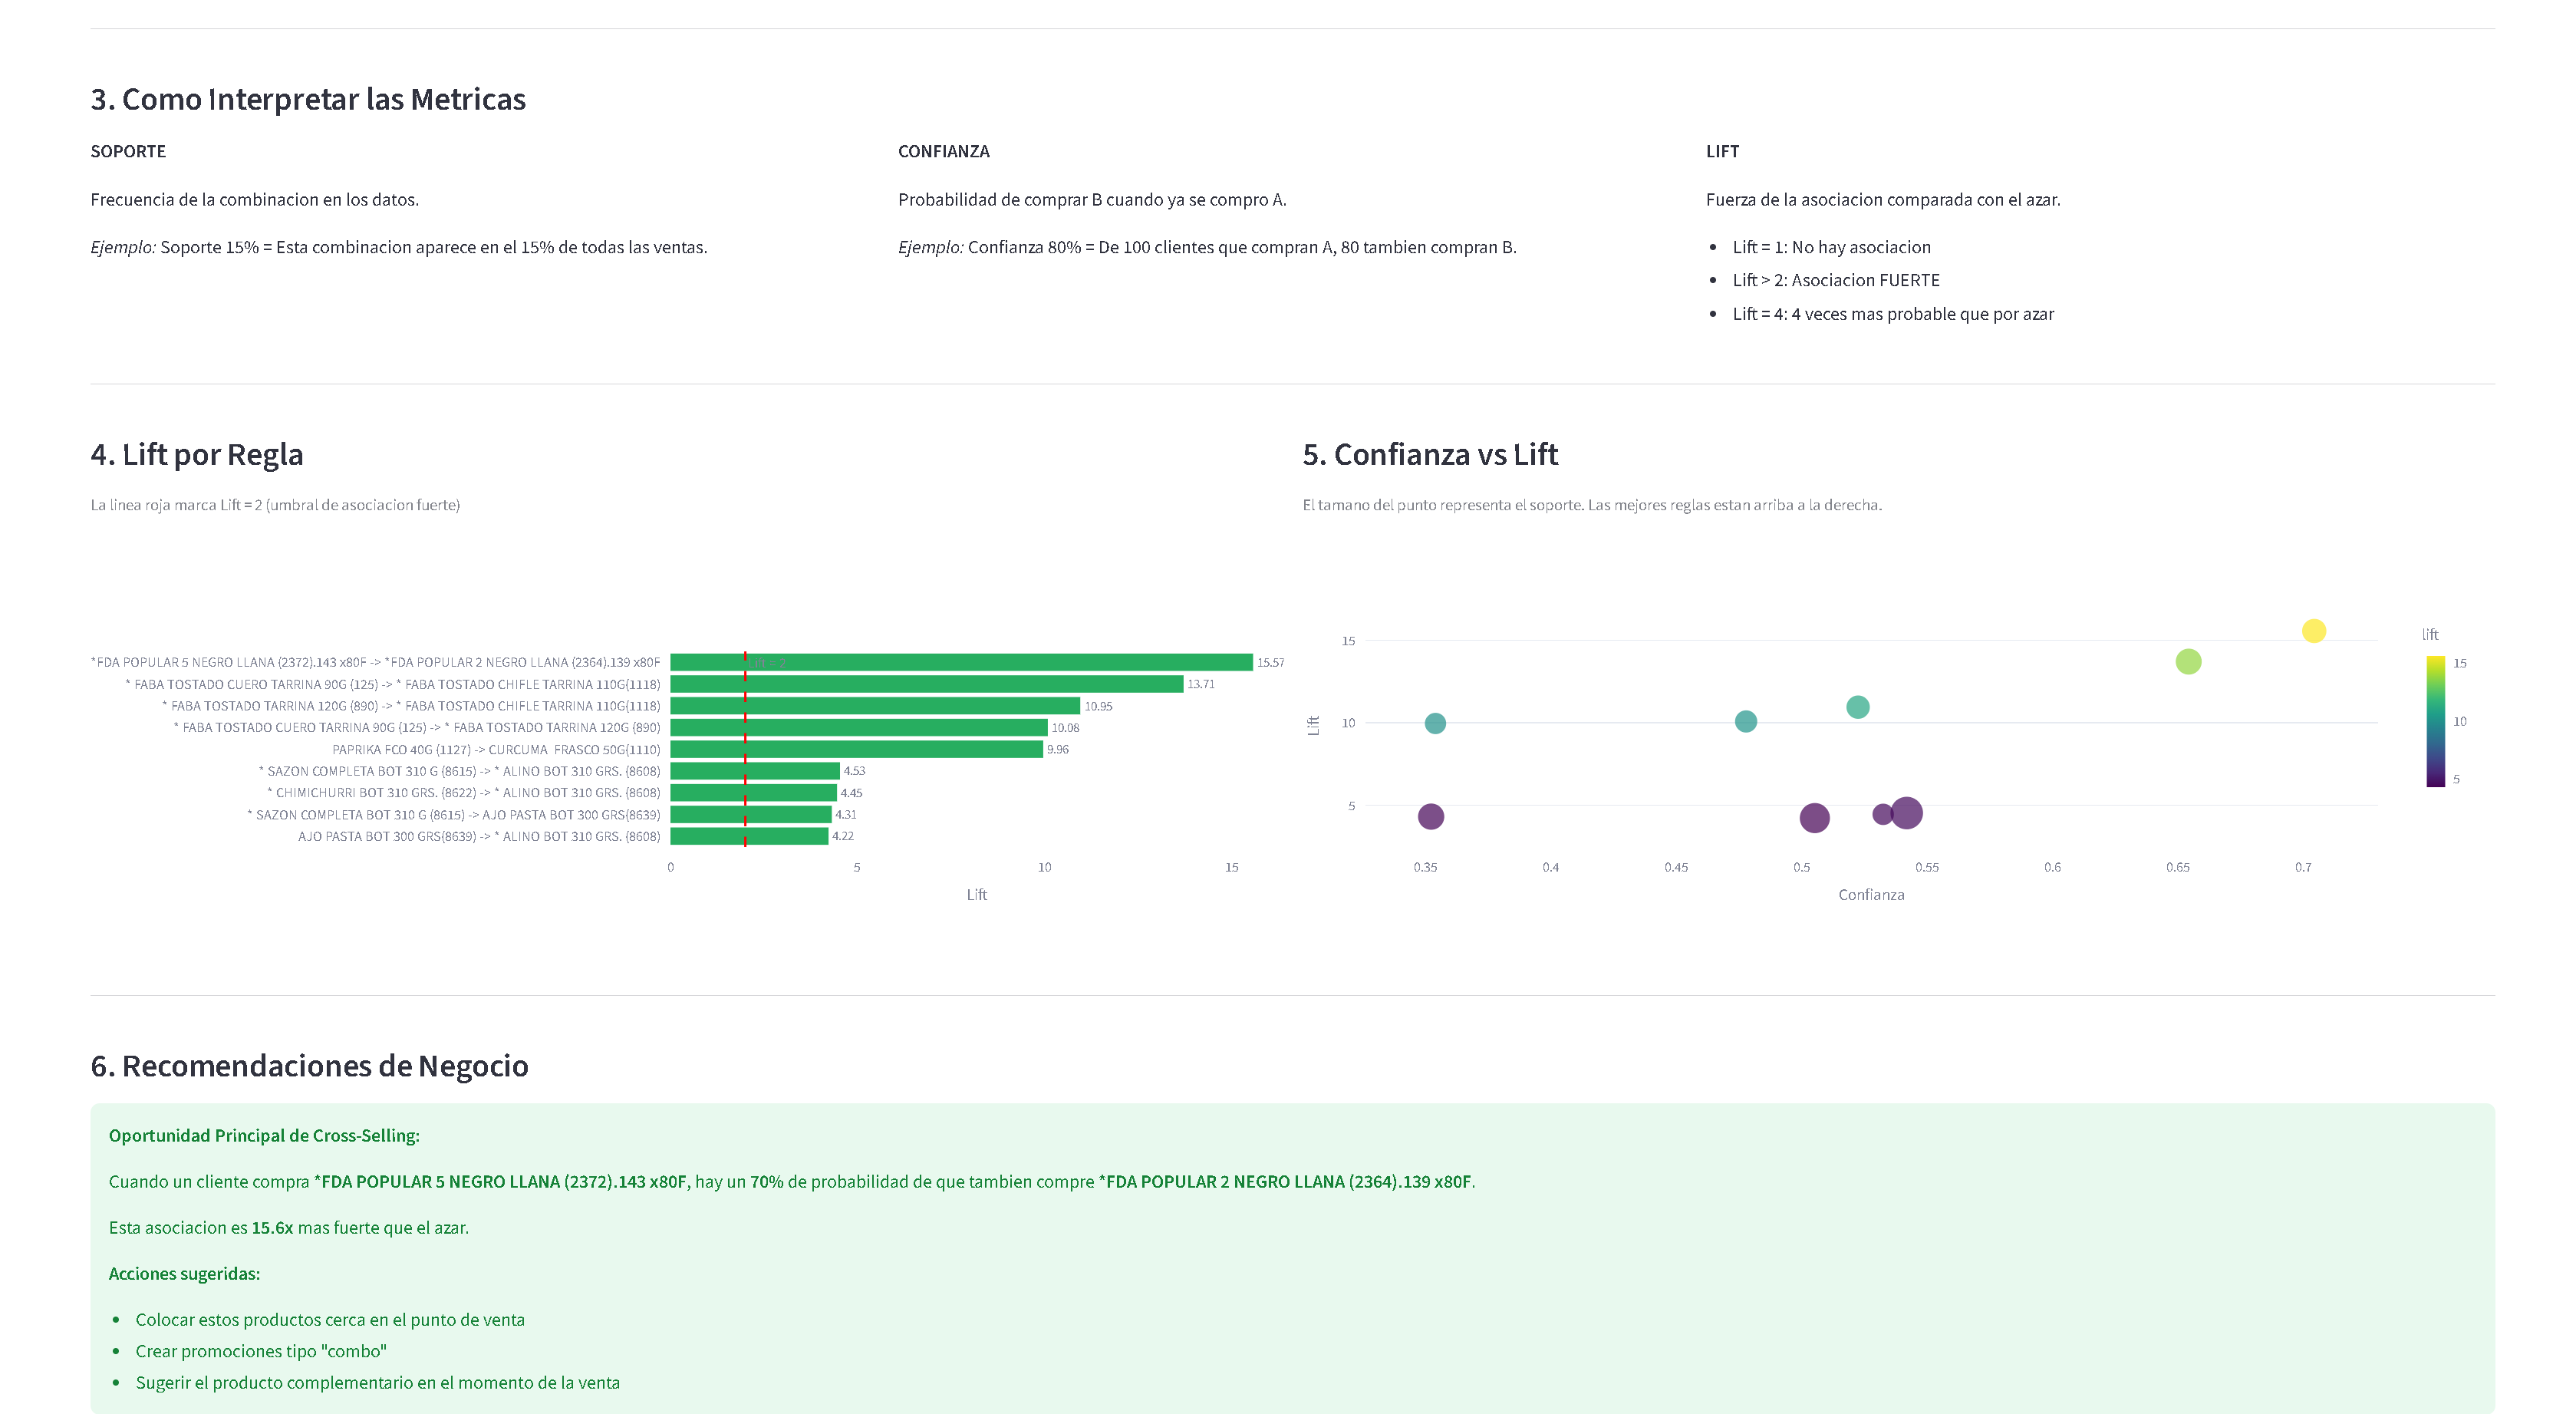 3. Como Interpretar las Metricas
SOPORTE
Frecuencia de la combinacion en los datos.
Ejemplo: Soporte 15% = Esta combinacion aparece en el 15% de todas las ventas.
CONFIANZA
Probabilidad de comprar B cuando ya se compro A.
Ejemplo: Confianza 80% = De 100 clientes que compran A, 80 tambien compran B.
LIFT
Fuerza de la asociacion comparada con el azar.
• Lift = 1: No hay asociacion
• Lift > 2: Asociacion FUERTE
• Lift = 4: 4 veces mas probable que por azar
4. Lift por Regla
La linea roja marca Lift = 2 (umbral de asociacion fuerte)
*FDA POPULAR 5 NEGRO LLANA (2372).143 x80F -> *FDA POPULAR 2 NEGRO LLANA (2364).139 x80F 15.57
* FABA TOSTADO CUERO TARRINA 90G (125) -> * FABA TOSTADO CHIFLE TARRINA 110G(1118) 13.71
* FABA TOSTADO TARRINA 120G (890) -> * FABA TOSTADO CHIFLE TARRINA 110G(1118) 10.95
* FABA TOSTADO CUERO TARRINA 90G (125) -> * FABA TOSTADO TARRINA 120G (890) 10.08
PAPRIKA FCO 40G (1127) -> CURCUMA  FRASCO 50G(1110) 9.96
* SAZON COMPLETA BOT 310 G (8615) -> * ALINO BOT 310 GRS. (8608) 4.53
* CHIMICHURRI BOT 310 GRS. (8622) -> * ALINO BOT 310 GRS. (8608) 4.45
* SAZON COMPLETA BOT 310 G (8615) -> AJO PASTA BOT 300 GRS(8639) 4.31
AJO PASTA BOT 300 GRS(8639) -> * ALINO BOT 310 GRS. (8608) 4.22
0 5 10 15
Lift
5. Confianza vs Lift
El tamano del punto representa el soporte. Las mejores reglas estan arriba a la derecha.
15
10
5
Lift
0.35 0.4 0.45 0.5 0.55 0.6 0.65 0.7
Confianza
lift
15
10
5
6. Recomendaciones de Negocio
Oportunidad Principal de Cross-Selling:
Cuando un cliente compra *FDA POPULAR 5 NEGRO LLANA (2372).143 x80F, hay un 70% de probabilidad de que tambien compre *FDA POPULAR 2 NEGRO LLANA (2364).139 x80F.
Esta asociacion es 15.6x mas fuerte que el azar.
Acciones sugeridas:
• Colocar estos productos cerca en el punto de venta
• Crear promociones tipo "combo"
• Sugerir el producto complementario en el momento de la venta